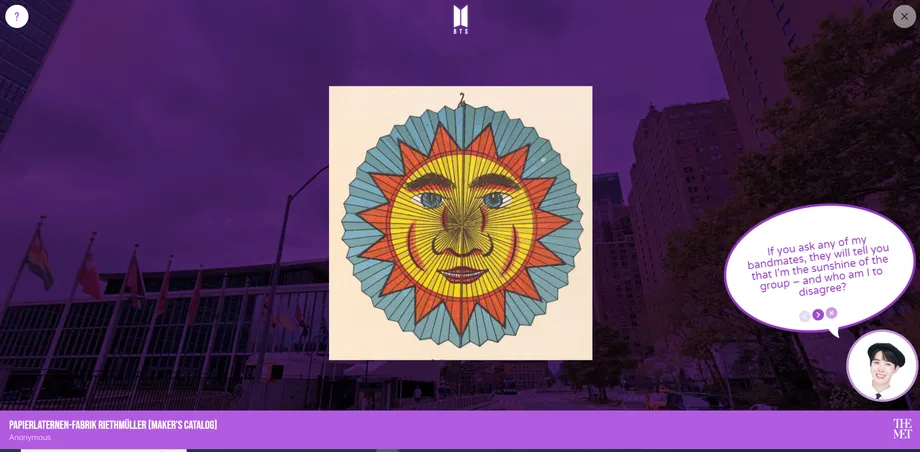 ?
BTS
If you ask any of my
bandmates, they will tell you
that I'm the sunshine of the
group – and who am I to
disagree?
PAPIERLATERNEN-FABRIK RIETHMÜLLER [MAKER'S CATALOG]
Anonymous
THE
MET